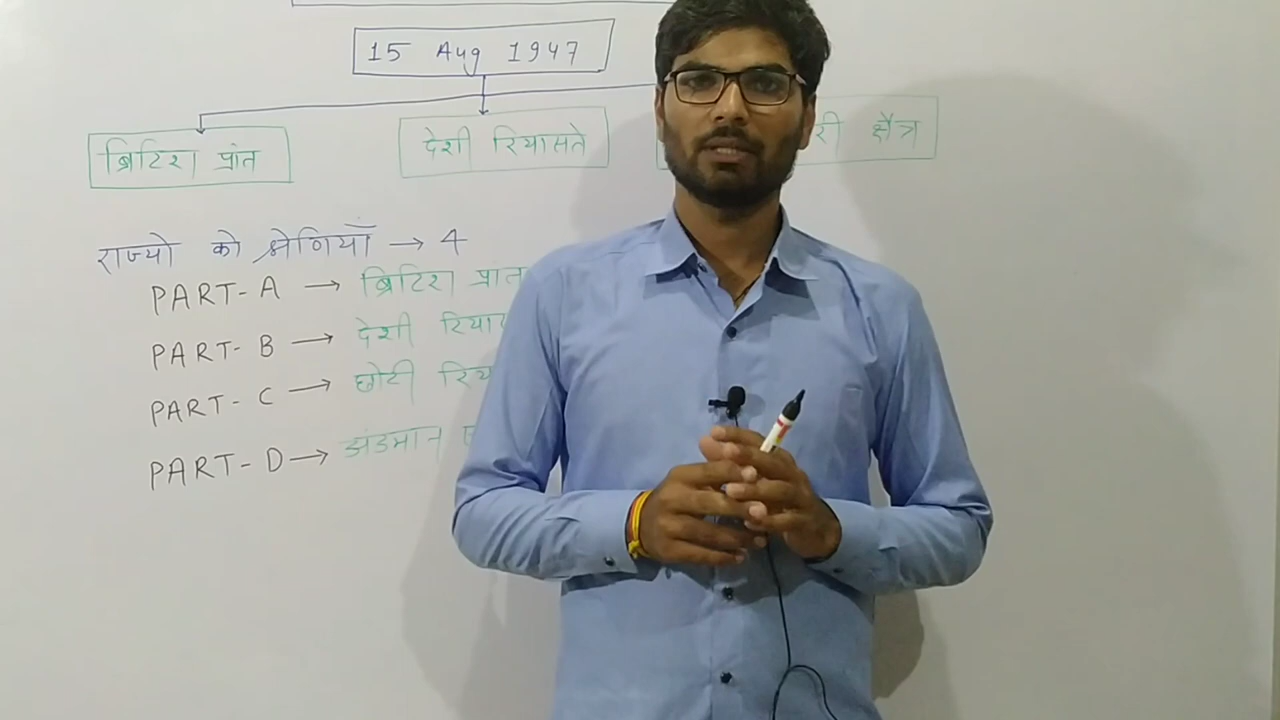 15 Aug 1947
ब्रिटिश प्रांत
देशी रियासते
री क्षैत्र
राज्यो को श्रेणियाँ → 4
PART-A → ब्रिटिश प्रांत
PART-B → देशी रियास
PART-C → छोटी रिय
PART-D → अंडमान ए